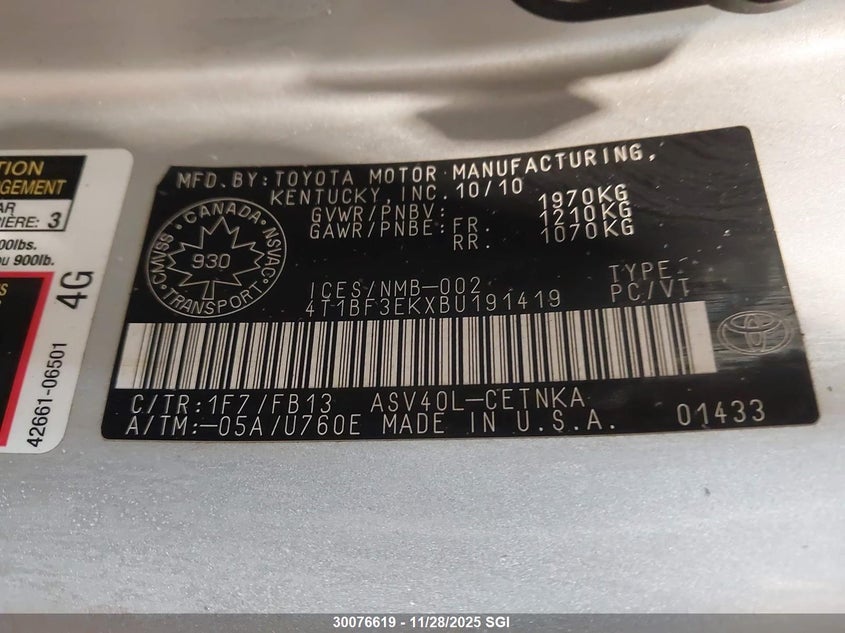 TION
AGEMENT
AR
IÈRE: 3
00lbs.
u 900lb.
4G
42661-06501
MFD. BY: TOYOTA MOTOR MANUFACTURING,
KENTUCKY, INC. 10/10
GVWR/PNBV: 1970KG
GAWR/PNBE: FR: 1210KG
RR: 1070KG
CANADA
CMVSS
NSVAC
930
TRANSPORT
ICES/NMB-002
4T1BF3EKXBU191419
TYPE
PC/VT
C/TR:1F7/FB13 ASV40L-CETNKA
A/TM:-05A/U760E MADE IN U.S.A. 01433
30076619 - 11/28/2025 SGI